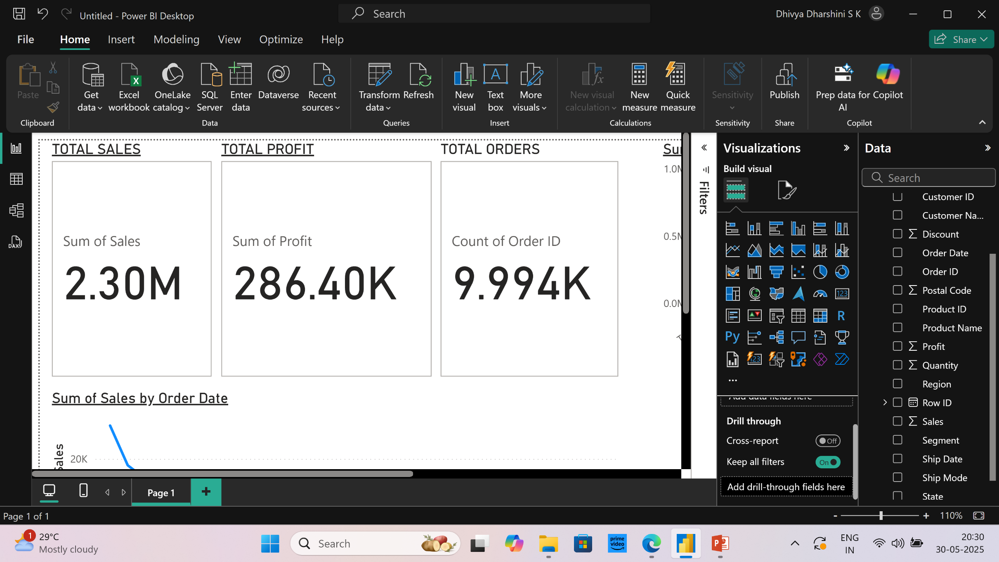 Untitled - Power BI Desktop
Search
Dhivya Dharshini S K
File
Home
Insert
Modeling
View
Optimize
Help
Share
Paste
Clipboard
Get data
Excel workbook
OneLake catalog
SQL Server
Enter data
Dataverse
Recent sources
Data
Transform data
Refresh
Queries
New visual
Text box
More visuals
Insert
New visual calculation
New measure
Quick measure
Calculations
Sensitivity
Sensitivity
Publish
Share
Prep data for AI
Copilot
Copilot
TOTAL SALES
Sum of Sales
2.30M
TOTAL PROFIT
Sum of Profit
286.40K
TOTAL ORDERS
Count of Order ID
9.994K
1.0M
0.5M
0.0M
Sum of Sales by Order Date
Sales
20K
Filters
Visualizations
Build visual
123
R
Py
123
...
Add data fields here
Drill through
Cross-report
Off
Keep all filters
On
Add drill-through fields here
Data
Search
Customer ID
Customer Na...
Discount
Order Date
Order ID
Postal Code
Product ID
Product Name
Profit
Quantity
Region
Row ID
Sales
Segment
Ship Date
Ship Mode
State
DAX
Page 1
Page 1 of 1
- + 110%
1
29°C
Mostly cloudy
Search
prime video
ENG
IN
20:30
30-05-2025